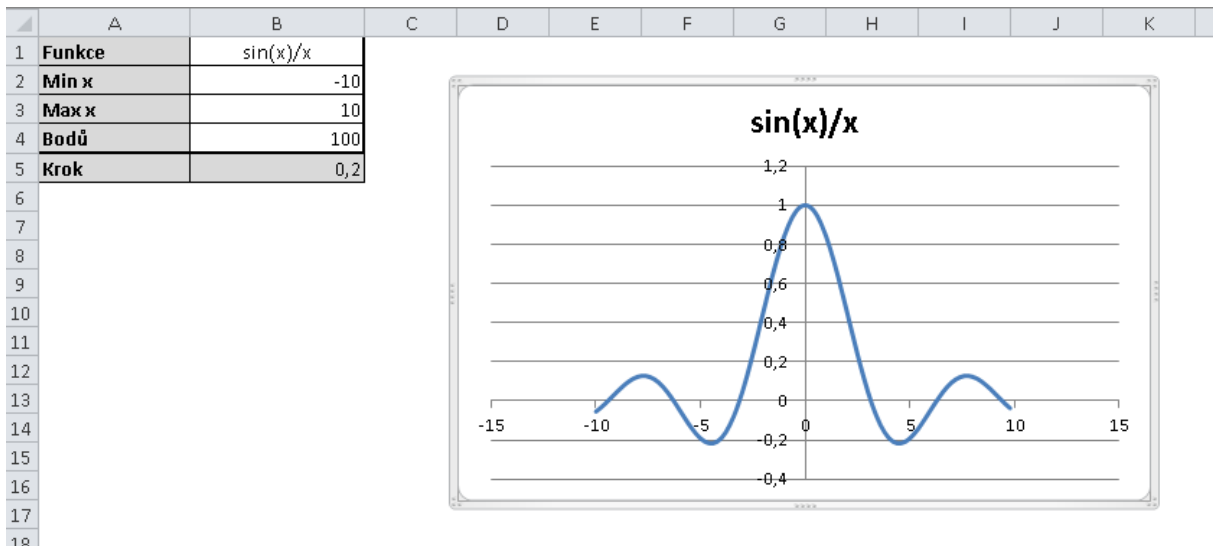 A B C D E F G H I J K
1 Funkce sin(x)/x
2 Min x -10
3 Max x 10
4 Bodů 100
5 Krok 0,2
6
7
8
9
10
11
12
13
14
15
16
17
18
sin(x)/x
1,2
1
0,8
0,6
0,4
0,2
0
-15 -10 -5 0 5 10 15
-0,2
-0,4